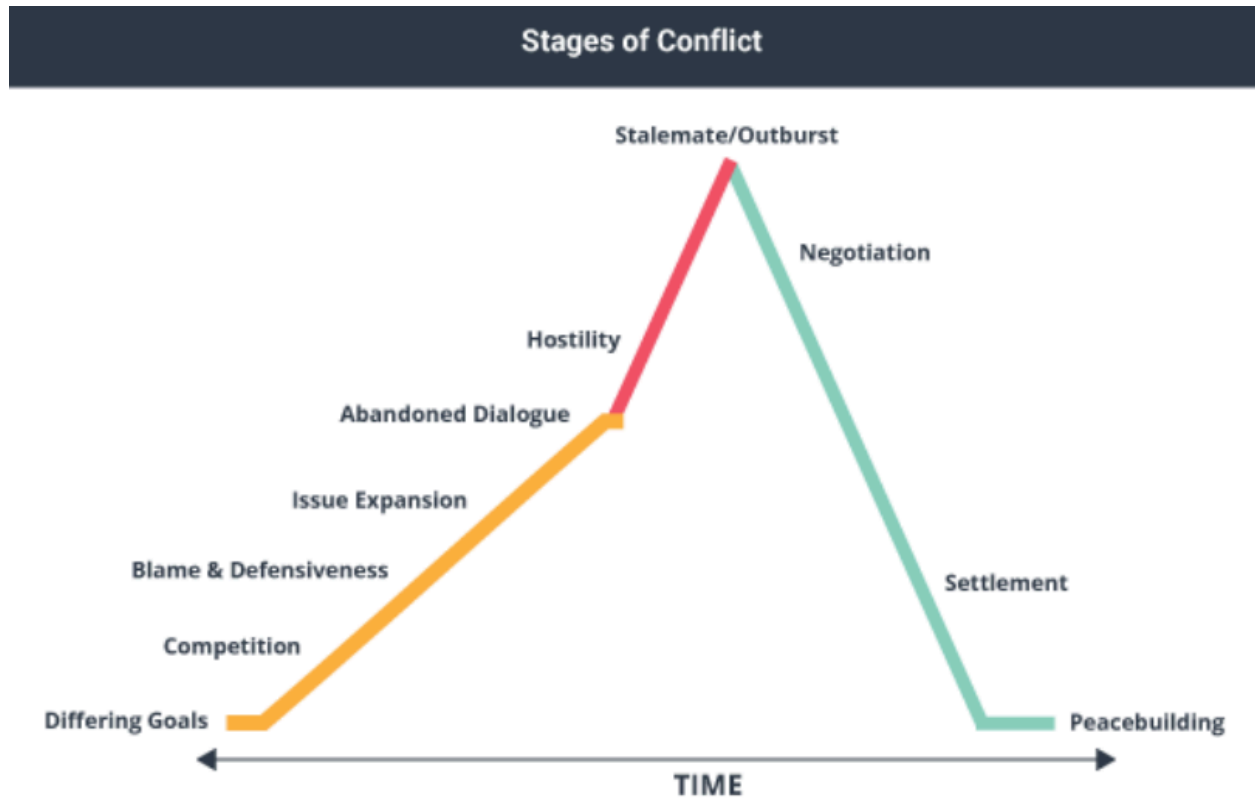 Stages of Conflict
Stalemate/Outburst
Negotiation
Hostility
Abandoned Dialogue
Issue Expansion
Blame & Defensiveness
Settlement
Competition
Differing Goals
Peacebuilding
TIME